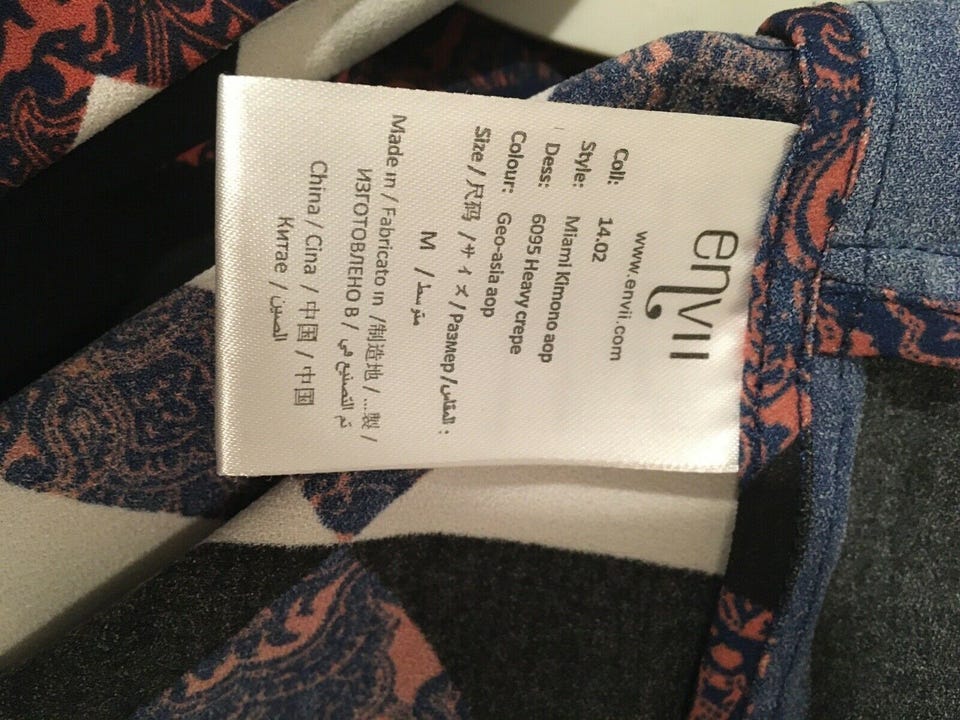 envii
www.envii.com
Coll: 14.02
Style: Miami Kimono aop
Dess: 6095 Heavy crepe
Colour: Geo-asia aop
Size / 尺码 / サイズ / Размер / المقاس :
M / متوسط
Made in / Fabricato in / 制造地 / ...製 /
ИЗГОТОВЛЕНО В / تم التصنيع في /
China / Cina / 中国 / 中国
Китае / الصين